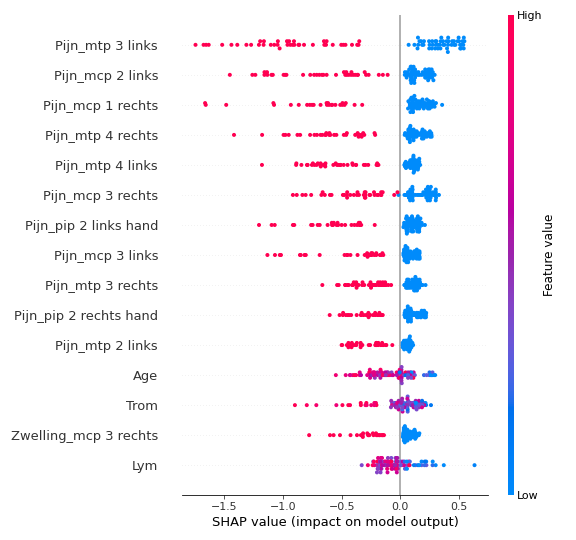 High
Pijn_mtp 3 links
Pijn_mcp 2 links
Pijn_mcp 1 rechts
Pijn_mtp 4 rechts
Pijn_mtp 4 links
Pijn_mcp 3 rechts
Pijn_pip 2 links hand
Pijn_mcp 3 links
Pijn_mtp 3 rechts
Pijn_pip 2 rechts hand
Pijn_mtp 2 links
Age
Trom
Zwelling_mcp 3 rechts
Lym
Feature value
Low
−1.5 −1.0 −0.5 0.0 0.5
SHAP value (impact on model output)